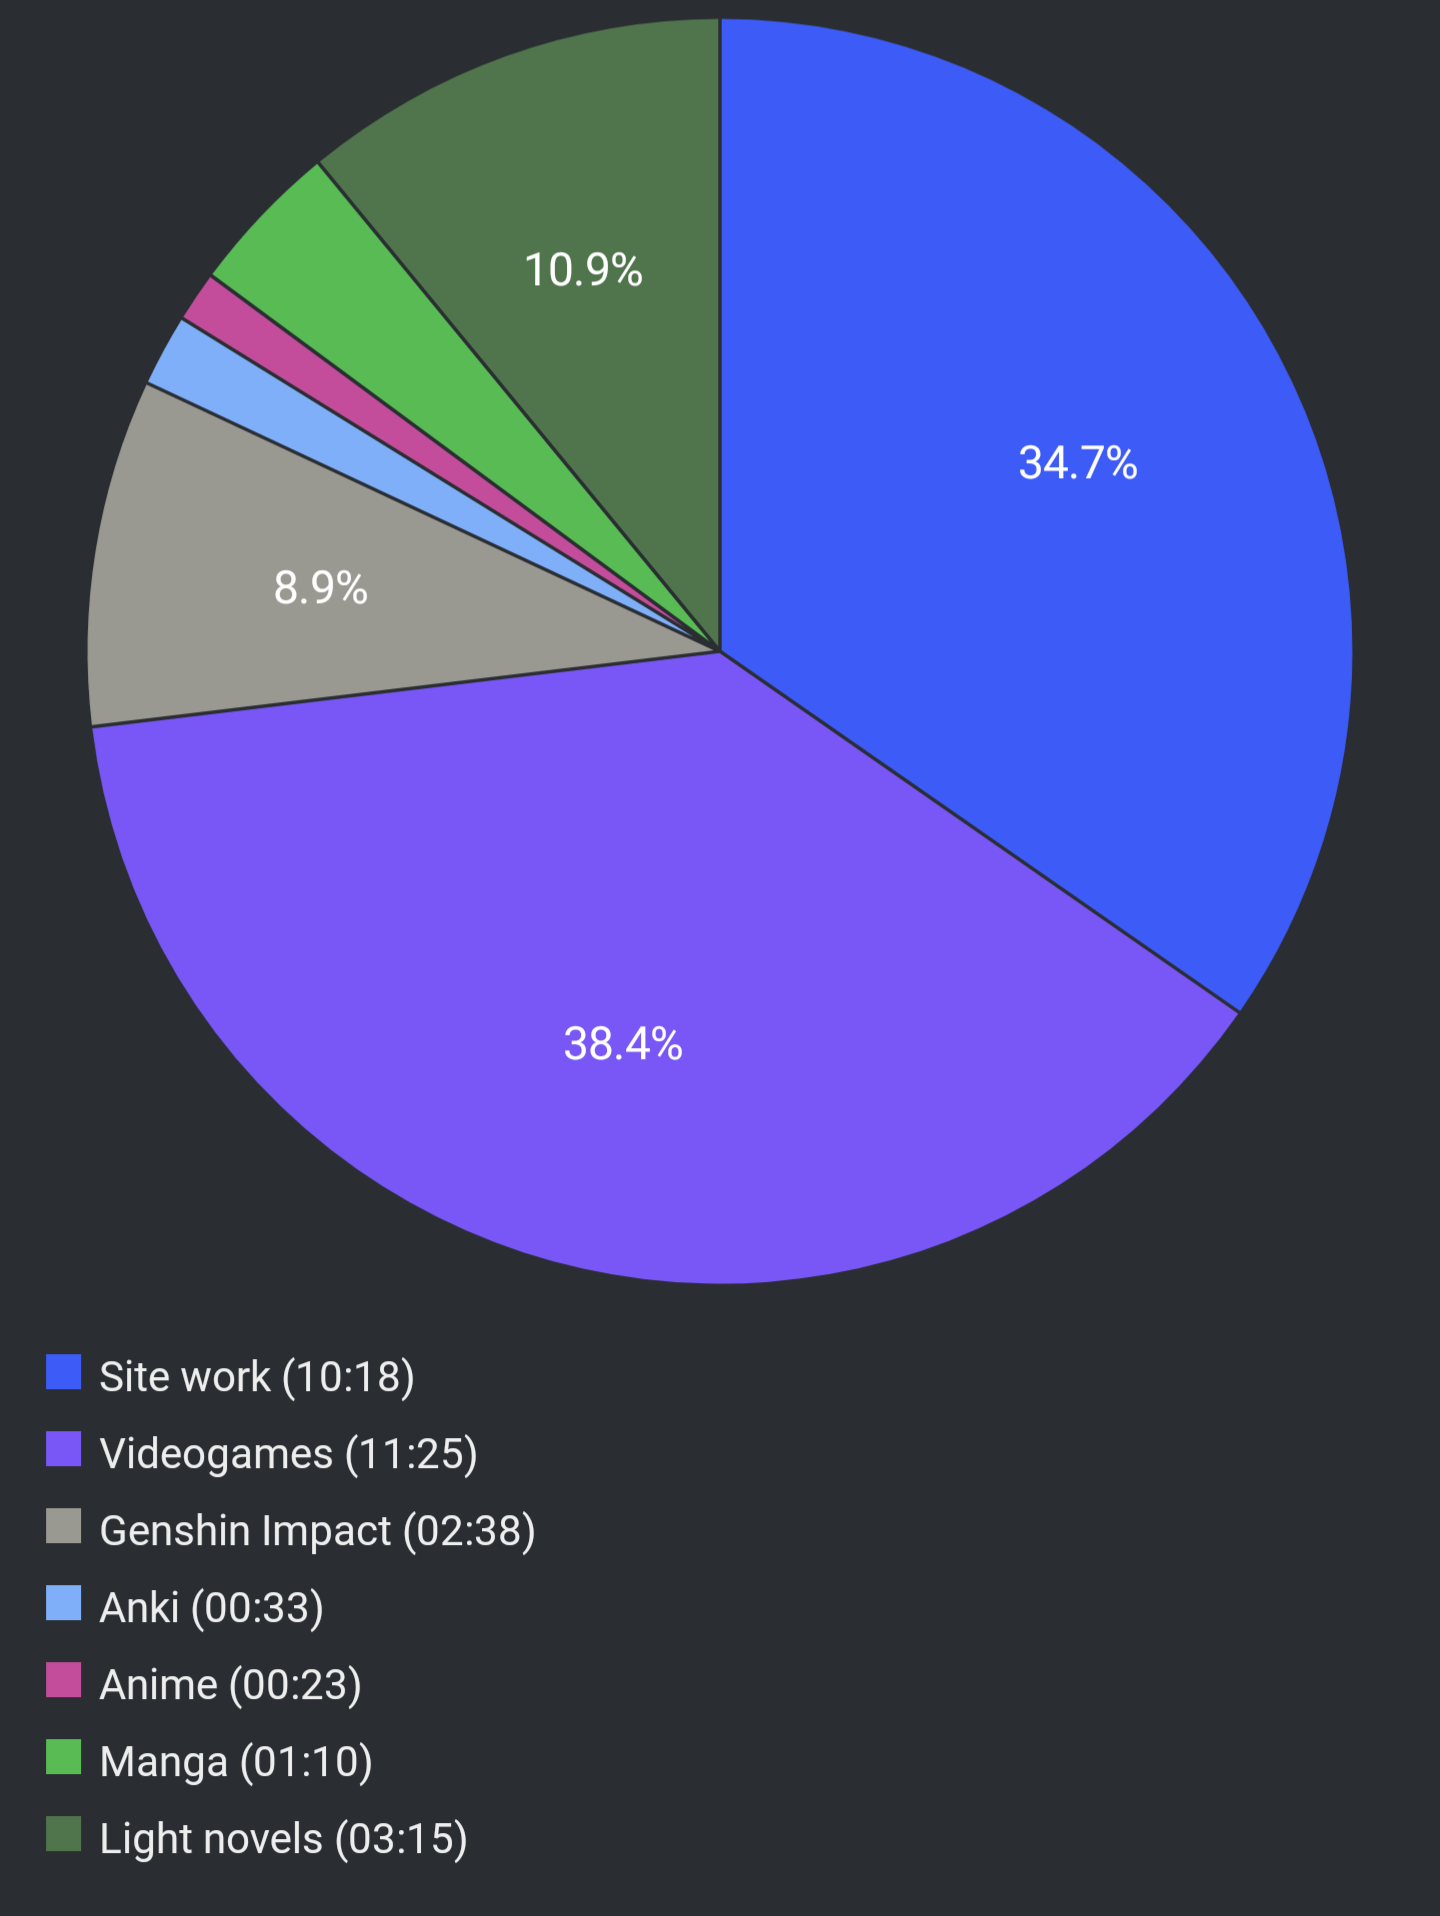 10.9%
34.7%
8.9%
38.4%
Site work (10:18)
Videogames (11:25)
Genshin Impact (02:38)
Anki (00:33)
Anime (00:23)
Manga (01:10)
Light novels (03:15)